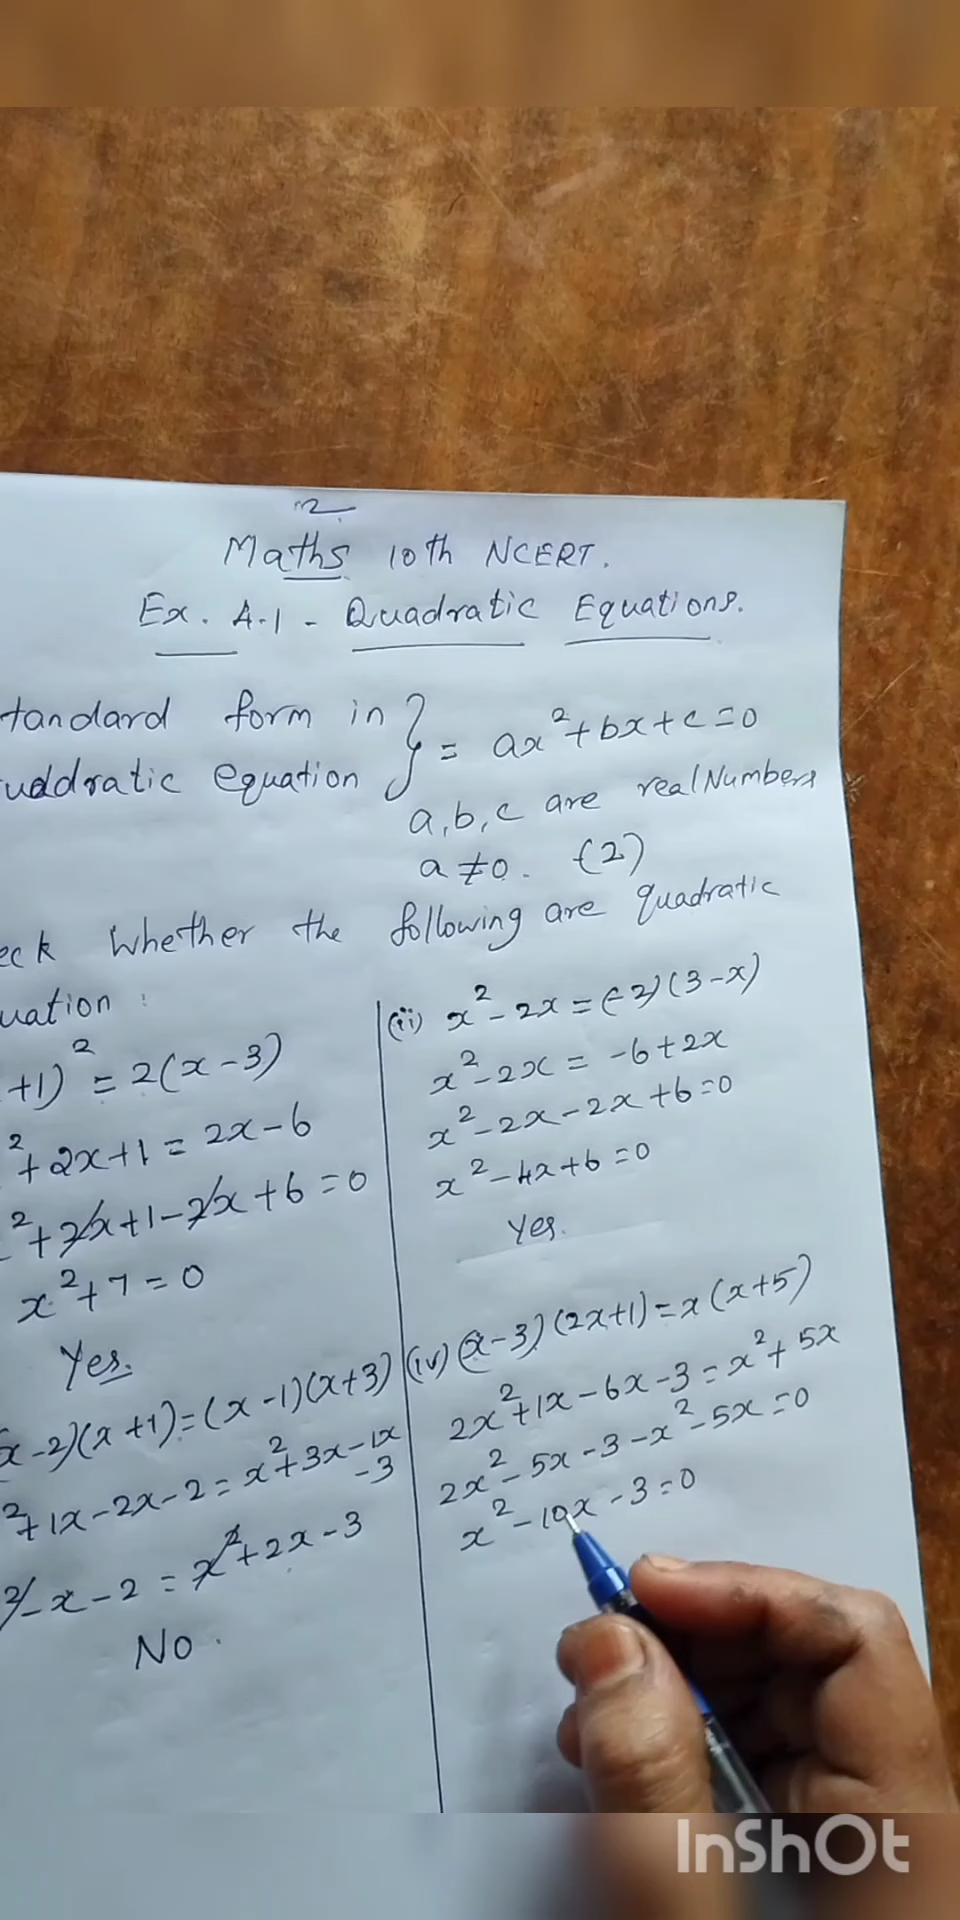 2
Maths 10th NCERT.
Ex. 4.1 - Quadratic Equations.
tandard form in } = ax²+bx+c=0
uadratic equation
a, b, c are real Numbers
a ≠ 0. (2)
eck whether the following are quadratic
uation :
+1)² = 2(x-3)
²+2x+1 = 2x-6
²+2x+1-2x+6=0
x²+7=0
Yes.
(ii) x²-2x=(-2)(3-x)
x²-2x = -6+2x
x²-2x-2x+6=0
x²-4x+6=0
Yes.
x-2)(x+1)=(x-1)(x+3)
²+1x-2x-2=x²+3x-1x
-3
²-x-2 = x²+2x-3
No.
(iv) (x-3)(2x+1)=x(x+5)
2x²+1x-6x-3=x²+5x
2x²-5x-3-x²-5x=0
x²-10x-3=0
InShOt